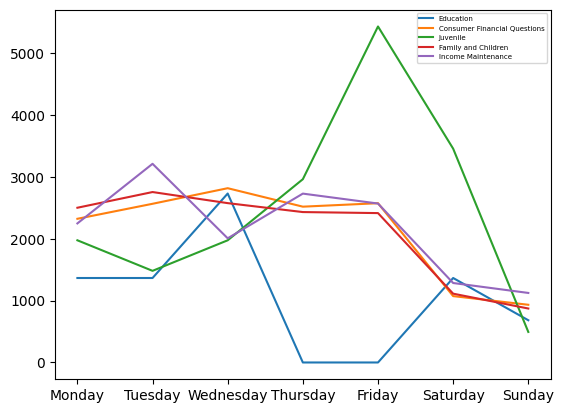 Education
Consumer Financial Questions
Juvenile
Family and Children
Income Maintenance
5000
4000
3000
2000
1000
0
Monday Tuesday Wednesday Thursday Friday Saturday Sunday